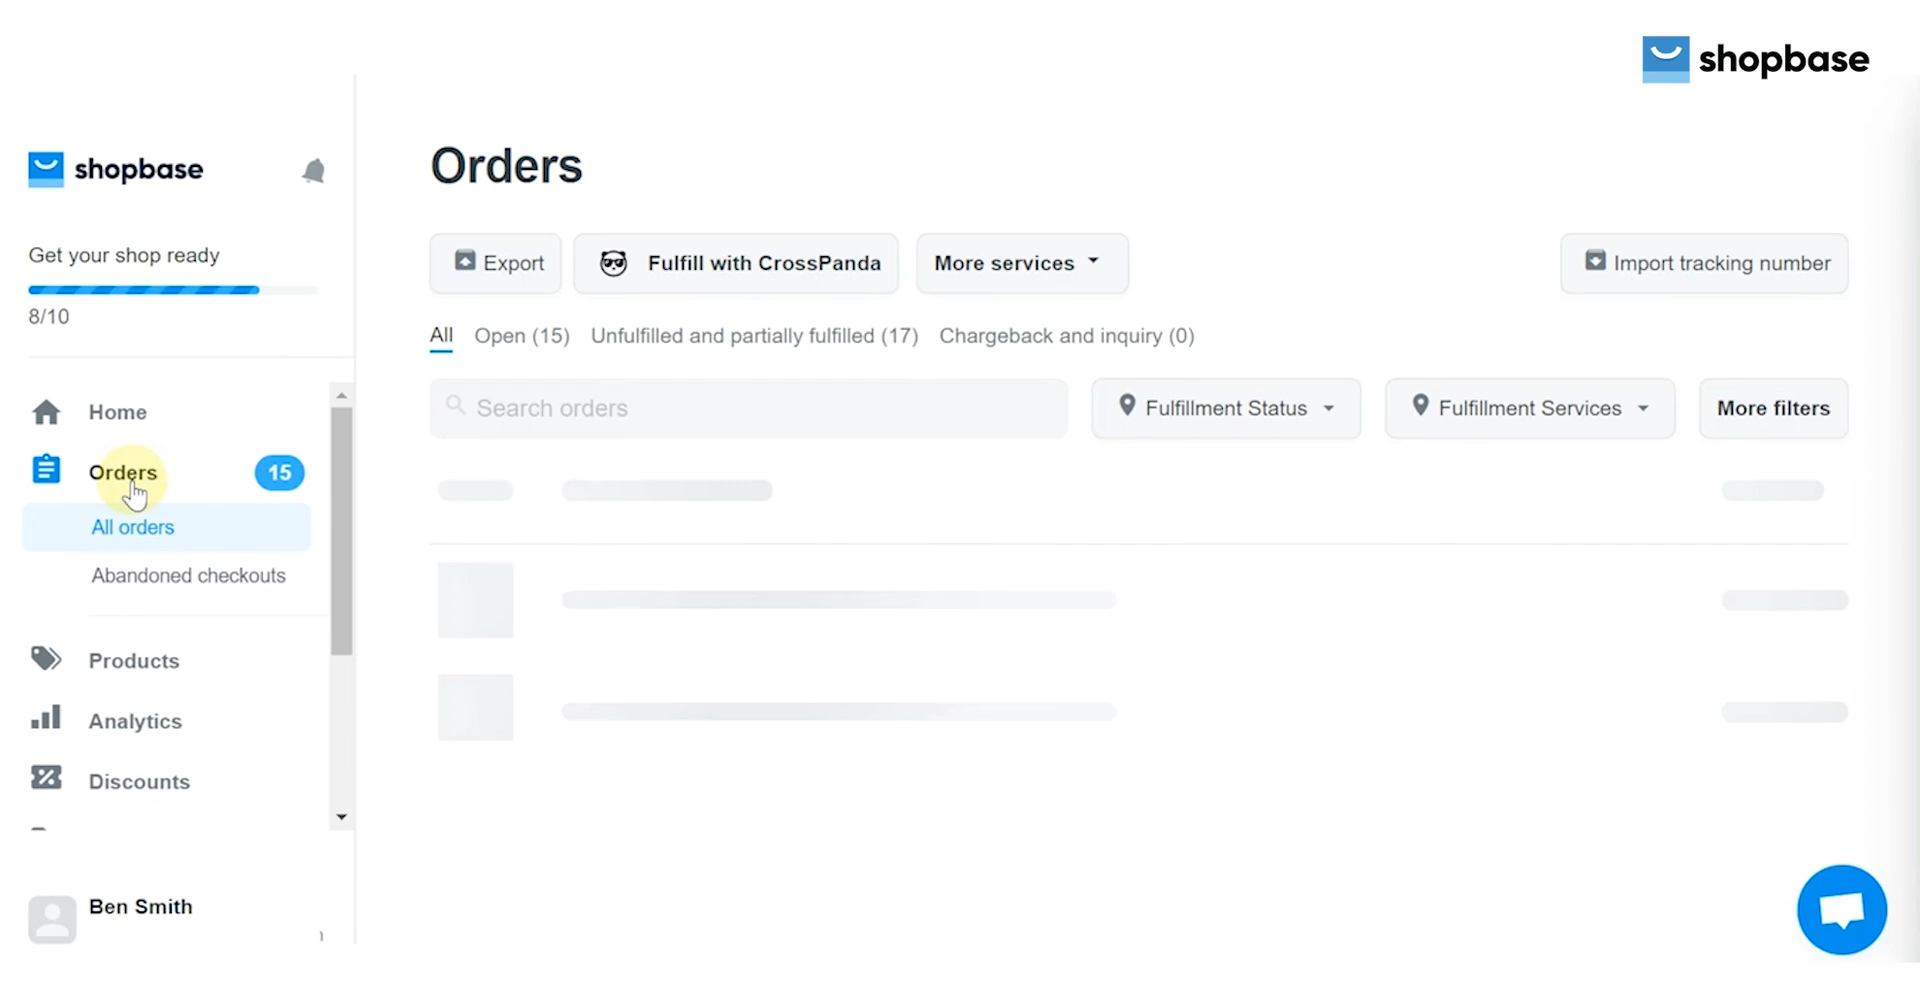 shopbase
shopbase
Get your shop ready
8/10
Home
Orders 15
All orders
Abandoned checkouts
Products
Analytics
Discounts
Ben Smith
Orders
Export Fulfill with CrossPanda More services Import tracking number
All Open (15) Unfulfilled and partially fulfilled (17) Chargeback and inquiry (0)
Search orders Fulfillment Status Fulfillment Services More filters